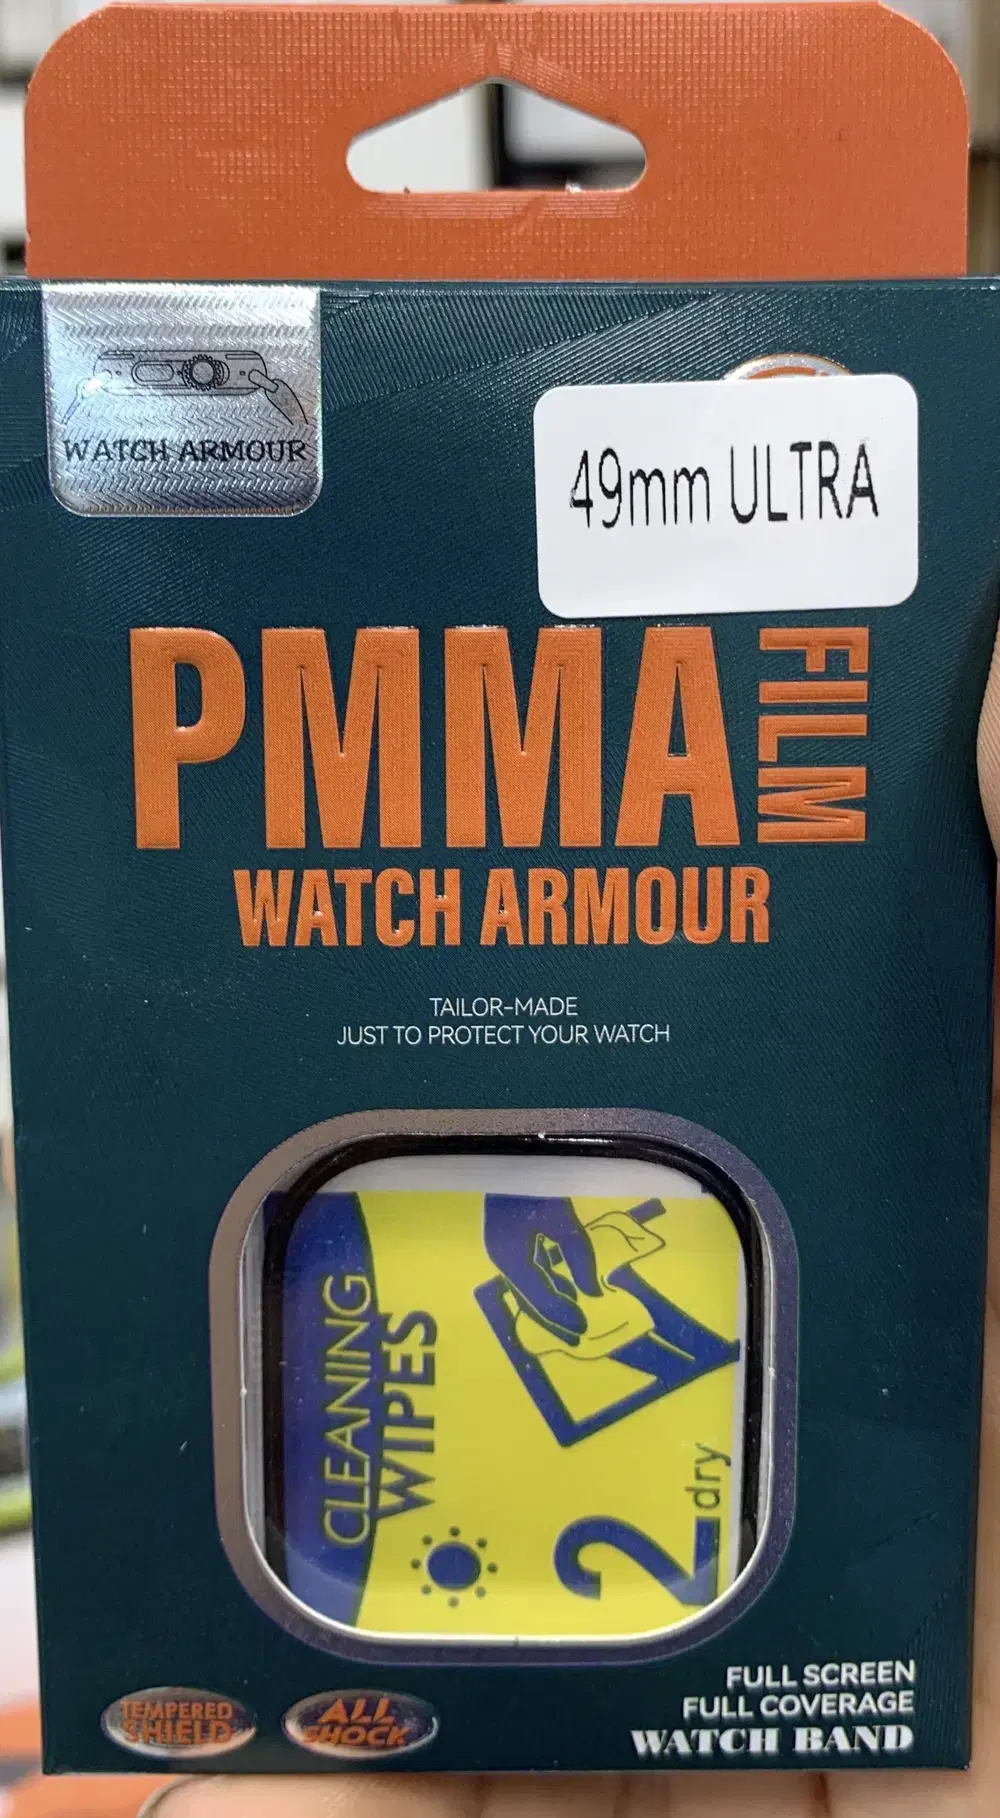 WATCH ARMOUR
49mm ULTRA
PMMA FILM
WATCH ARMOUR
TAILOR-MADE
JUST TO PROTECT YOUR WATCH
CLEANING
WIPES
2 dry
TEMPERED
SHIELD
ALL
SHOCK
FULL SCREEN
FULL COVERAGE
WATCH BAND